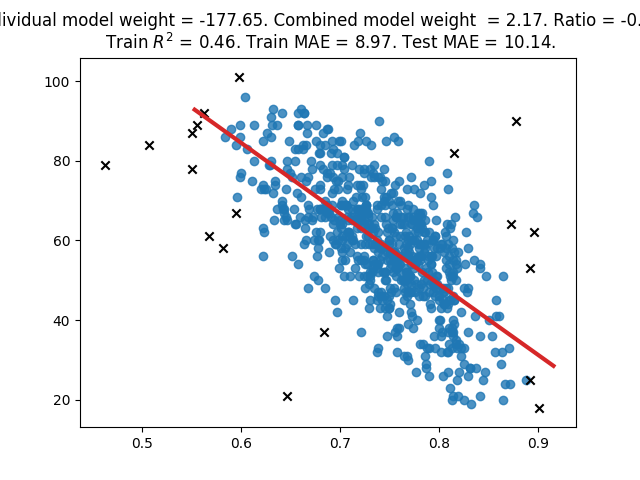 dividual model weight = -177.65. Combined model weight = 2.17. Ratio = -0.
Train R² = 0.46. Train MAE = 8.97. Test MAE = 10.14.
100
80
60
40
20
0.5 0.6 0.7 0.8 0.9